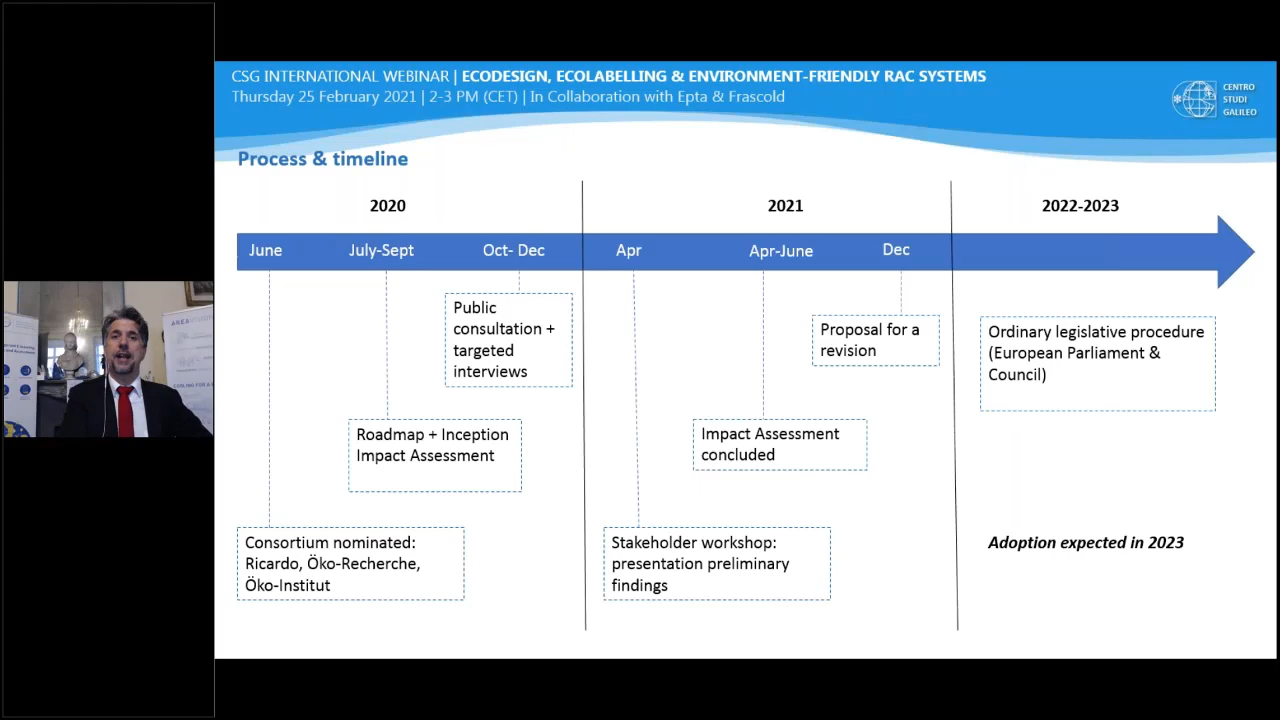 CSG INTERNATIONAL WEBINAR | ECODESIGN, ECOLABELLING & ENVIRONMENT-FRIENDLY RAC SYSTEMS
Thursday 25 February 2021 | 2-3 PM (CET) | In Collaboration with Epta & Frascold
CENTRO
STUDI
GALILEO
Process & timeline
2020
2021
2022-2023
June
July-Sept
Oct- Dec
Apr
Apr-June
Dec
Public
consultation +
targeted
interviews
Proposal for a
revision
Ordinary legislative procedure
(European Parliament &
Council)
Roadmap + Inception
Impact Assessment
Impact Assessment
concluded
Consortium nominated:
Ricardo, Öko-Recherche,
Öko-Institut
Stakeholder workshop:
presentation preliminary
findings
Adoption expected in 2023
AREA